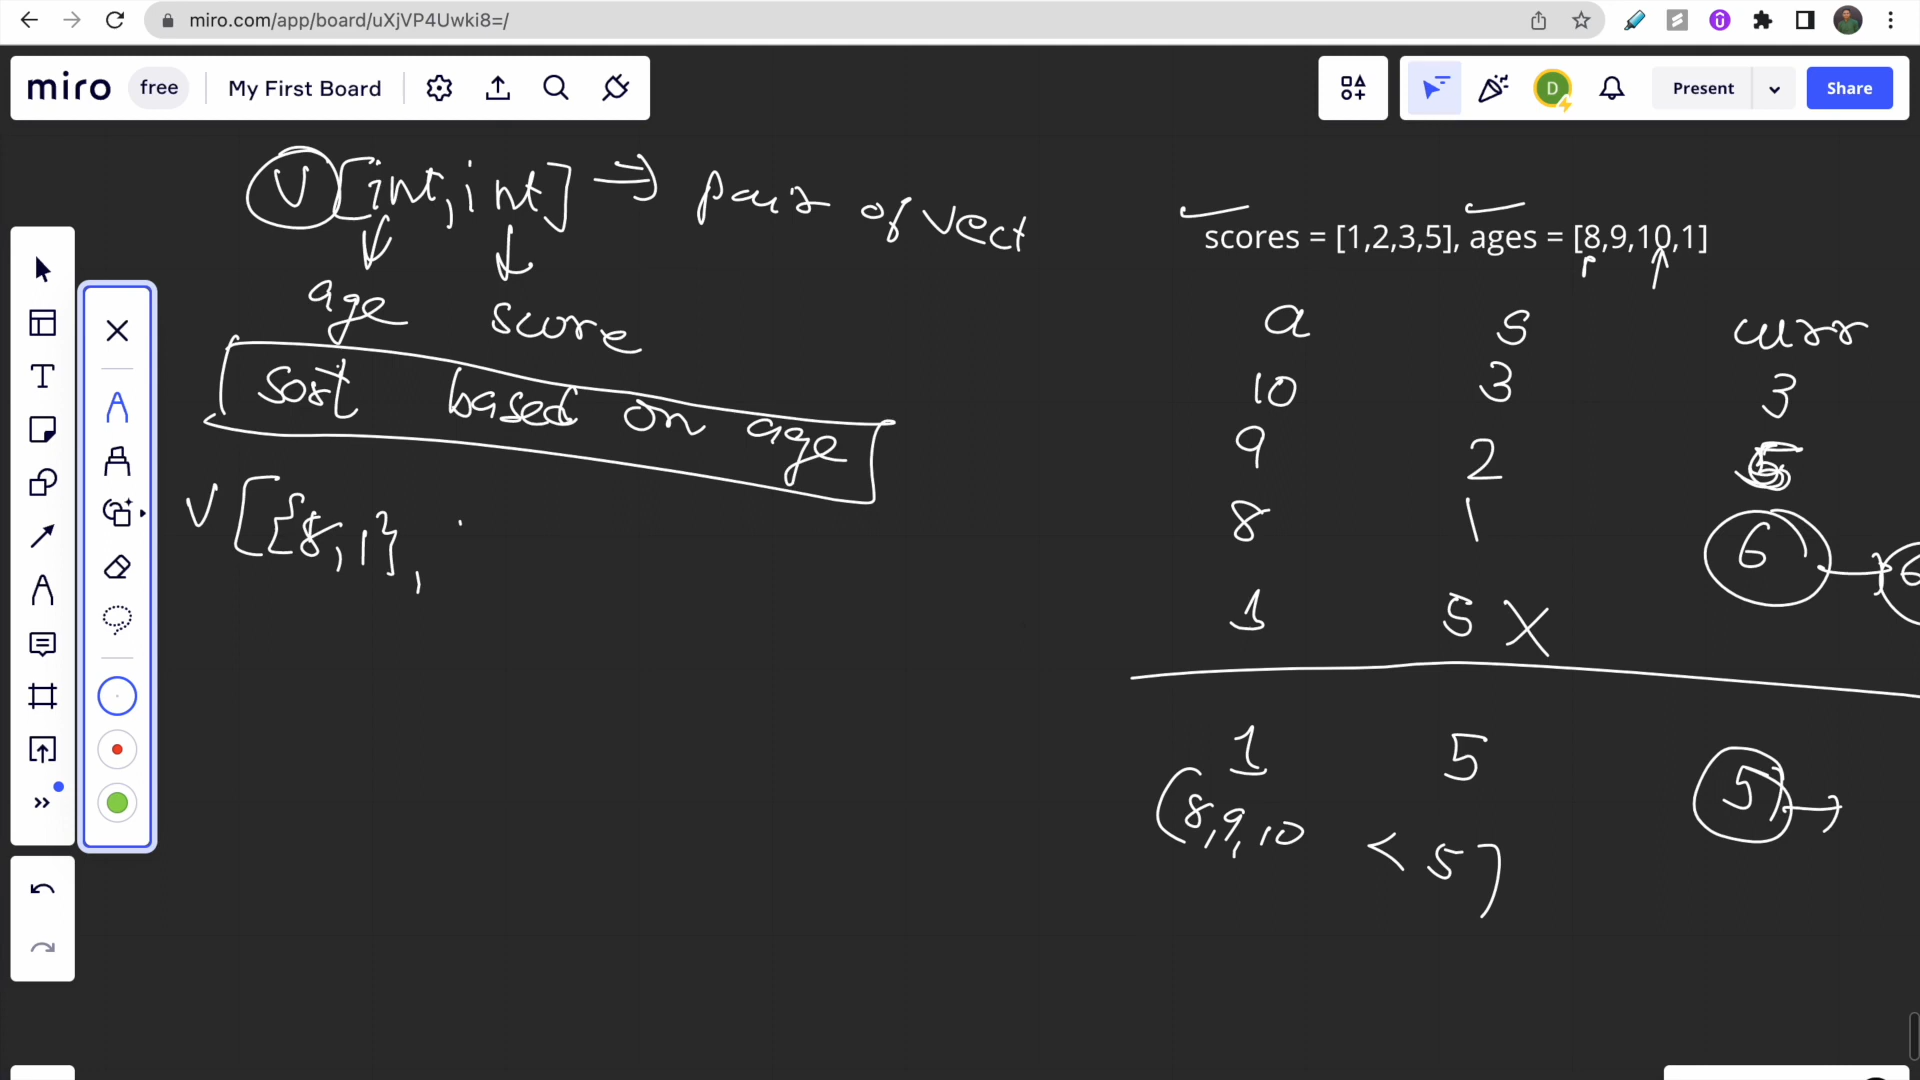 miro.com/app/board/uXjVP4Uwki8=/
miro free My First Board
D Present Share
V [int, int] ⇒ pair of vect
scores = [1,2,3,5], ages = [8,9,10,1]
age score
sort based on age
V [{8,1},
a s curr
10 3 3
9 2 5
8 1 6
1 5 X
1 5 5
(8,9,10 < 5)